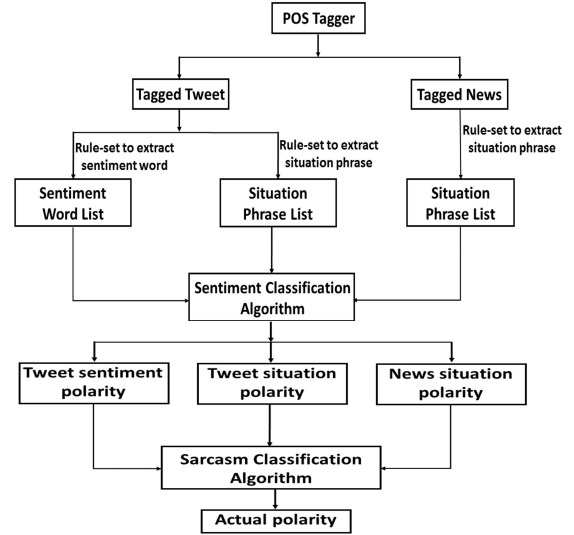 POS Tagger
Tagged Tweet
Tagged News
Rule-set to extract
sentiment word
Rule-set to extract
situation phrase
Rule-set to extract
situation phrase
Sentiment
Word List
Situation
Phrase List
Situation
Phrase List
Sentiment Classification
Algorithm
Tweet sentiment
polarity
Tweet situation
polarity
News situation
polarity
Sarcasm Classification
Algorithm
Actual polarity